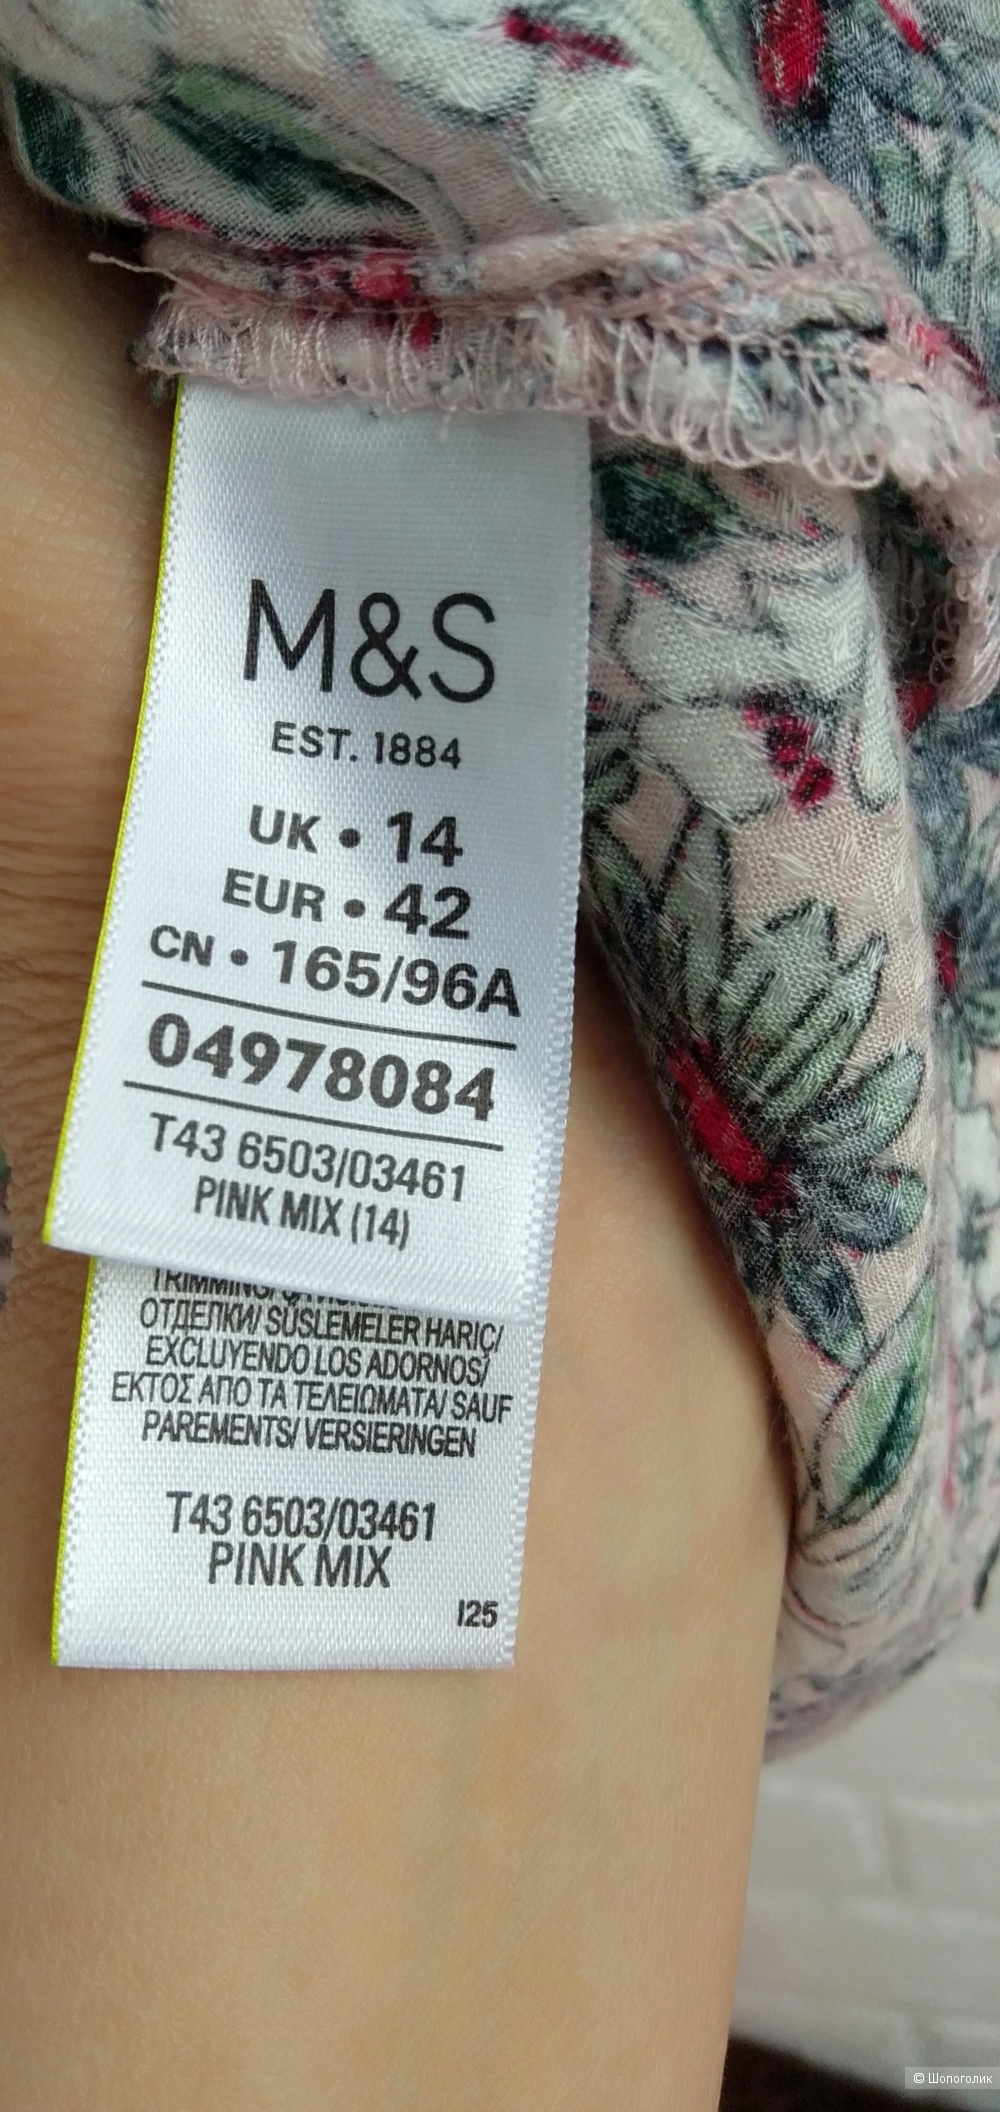 M&S
EST. 1884
UK • 14
EUR • 42
CN • 165/96A
04978084
T43 6503/03461
PINK MIX (14)
TRIMMING/
ОТДЕЛКИ/ SÜSLEMELER HARİÇ/
EXCLUYENDO LOS ADORNOS/
ΕΚΤΟΣ ΑΠΟ ΤΑ ΤΕΛΕΙΩΜΑΤΑ/ SAUF
PAREMENTS/ VERSIERINGEN
T43 6503/03461
PINK MIX
I25
© Шопоголик